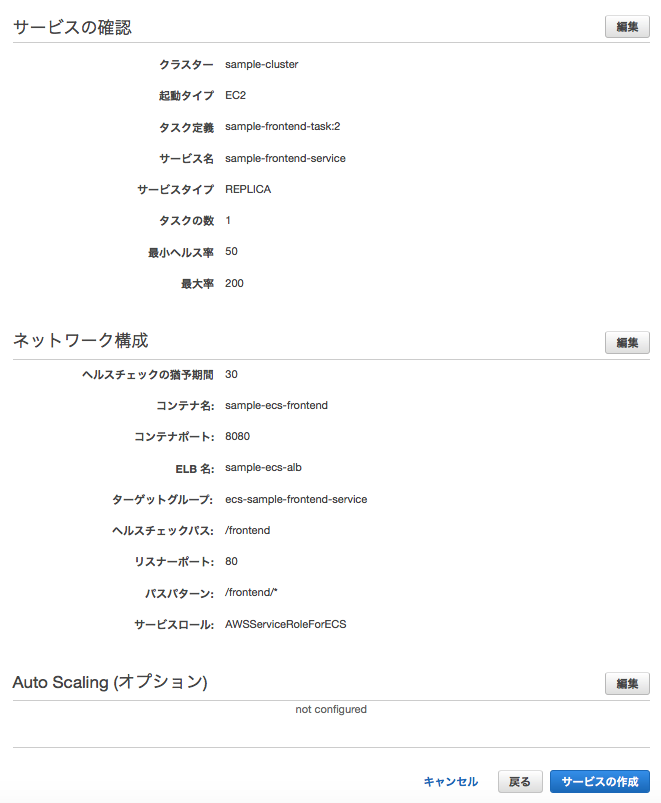 サービスの確認 編集
クラスター sample-cluster
起動タイプ EC2
タスク定義 sample-frontend-task:2
サービス名 sample-frontend-service
サービスタイプ REPLICA
タスクの数 1
最小ヘルス率 50
最大率 200
ネットワーク構成 編集
ヘルスチェックの猶予期間 30
コンテナ名: sample-ecs-frontend
コンテナポート: 8080
ELB 名: sample-ecs-alb
ターゲットグループ: ecs-sample-frontend-service
ヘルスチェックパス: /frontend
リスナーポート: 80
パスパターン: /frontend/*
サービスロール: AWSServiceRoleForECS
Auto Scaling (オプション) 編集
not configured
キャンセル 戻る サービスの作成